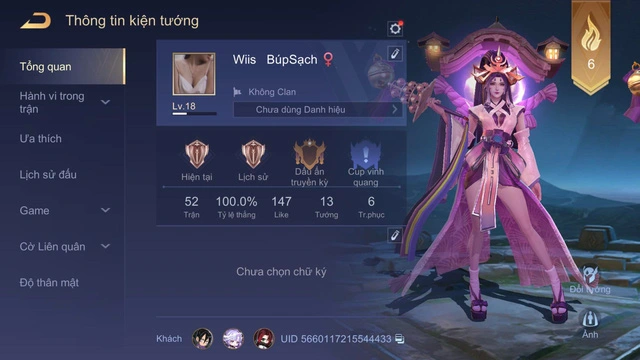 Thông tin kiện tướng
6
Tổng quan
Hành vi trong trận
Ưa thích
Lịch sử đấu
Game
Cờ Liên quân
Độ thân mật
Wiis BúpSạch
Lv.18
Không Clan
Chưa dùng Danh hiệu
Hiện tại
Lịch sử
Dấu ấn truyền kỳ
Cúp vinh quang
52 100.0% 147 13 6
Trận Tỷ lệ thắng Like Tướng Tr.phục
Chưa chọn chữ ký
Đổi tướng
Ảnh
Khách UID 5660117215544433